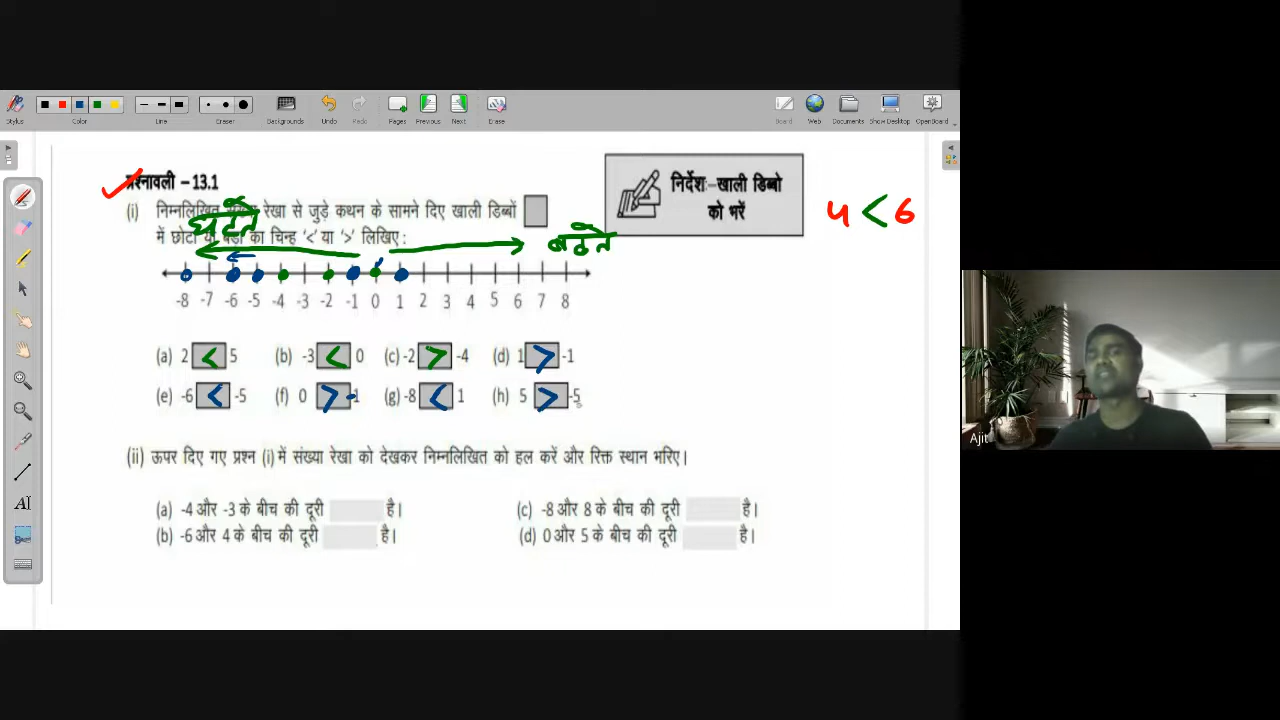 Stylus Color Line Eraser Backgrounds Undo Redo Pages Previous Next Erase Board Web Documents Show Desktop OpenBoard
प्रश्नावली – 13.1
निर्देश:-खाली डिब्बो
को भरें
4 < 6
(i) निम्नलिखित रेखा से जुड़े कथन के सामने दिए खाली डिब्बों
में छोटा या बड़ा का चिन्ह '<' या '>' लिखिए :
घटते
बढते
-8 -7 -6 -5 -4 -3 -2 -1 0 1 2 3 4 5 6 7 8
(a) 2 < 5 (b) -3 < 0 (c) -2 > -4 (d) 1 > -1
(e) -6 < -5 (f) 0 > -1 (g) -8 < 1 (h) 5 > -5
(ii) ऊपर दिए गए प्रश्न (i) में संख्या रेखा को देखकर निम्नलिखित को हल करें और रिक्त स्थान भरिए।
(a) -4 और -3 के बीच की दूरी है।
(c) -8 और 8 के बीच की दूरी है।
(b) -6 और 4 के बीच की दूरी है।
(d) 0 और 5 के बीच की दूरी है।
Ajit